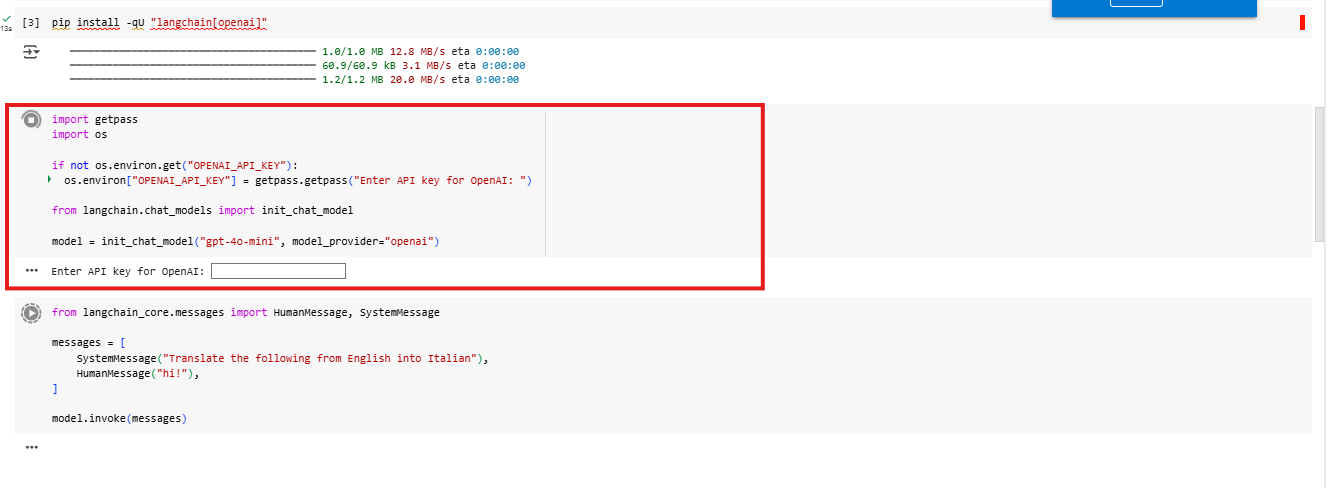 [3] pip install -qU "langchain[openai]"
13s
1.0/1.0 MB 12.8 MB/s eta 0:00:00
60.9/60.9 kB 3.1 MB/s eta 0:00:00
1.2/1.2 MB 20.0 MB/s eta 0:00:00
import getpass
import os
if not os.environ.get("OPENAI_API_KEY"):
os.environ["OPENAI_API_KEY"] = getpass.getpass("Enter API key for OpenAI: ")
from langchain.chat_models import init_chat_model
model = init_chat_model("gpt-4o-mini", model_provider="openai")
Enter API key for OpenAI:
from langchain_core.messages import HumanMessage, SystemMessage
messages = [
SystemMessage("Translate the following from English into Italian"),
HumanMessage("hi!"),
]
model.invoke(messages)